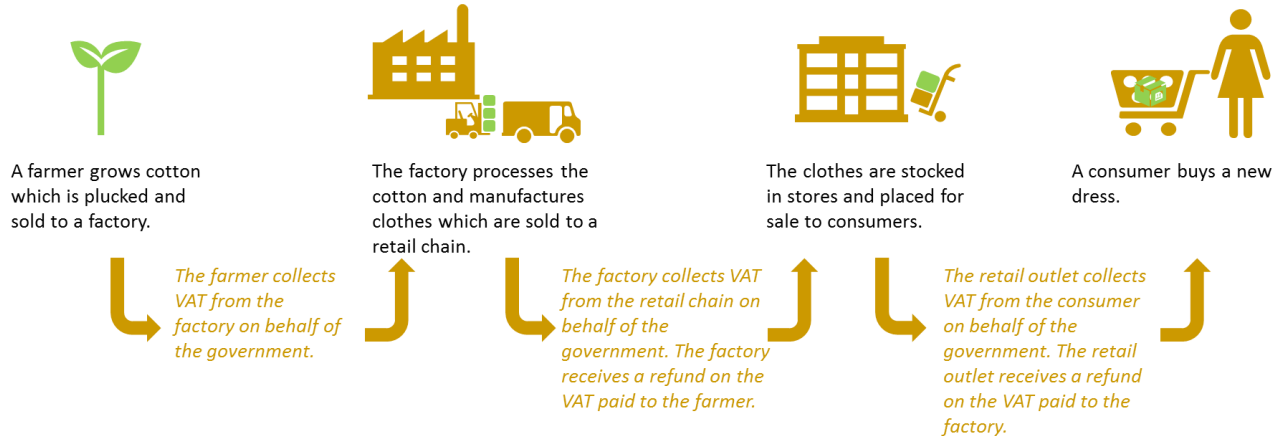 A farmer grows cotton
which is plucked and
sold to a factory.
The factory processes the
cotton and manufactures
clothes which are sold to a
retail chain.
The clothes are stocked
in stores and placed for
sale to consumers.
A consumer buys a new
dress.
The farmer collects
VAT from the
factory on behalf of
the government.
The factory collects VAT
from the retail chain on
behalf of the
government. The factory
receives a refund on the
VAT paid to the farmer.
The retail outlet collects
VAT from the consumer
on behalf of the
government. The retail
outlet receives a refund
on the VAT paid to the
factory.